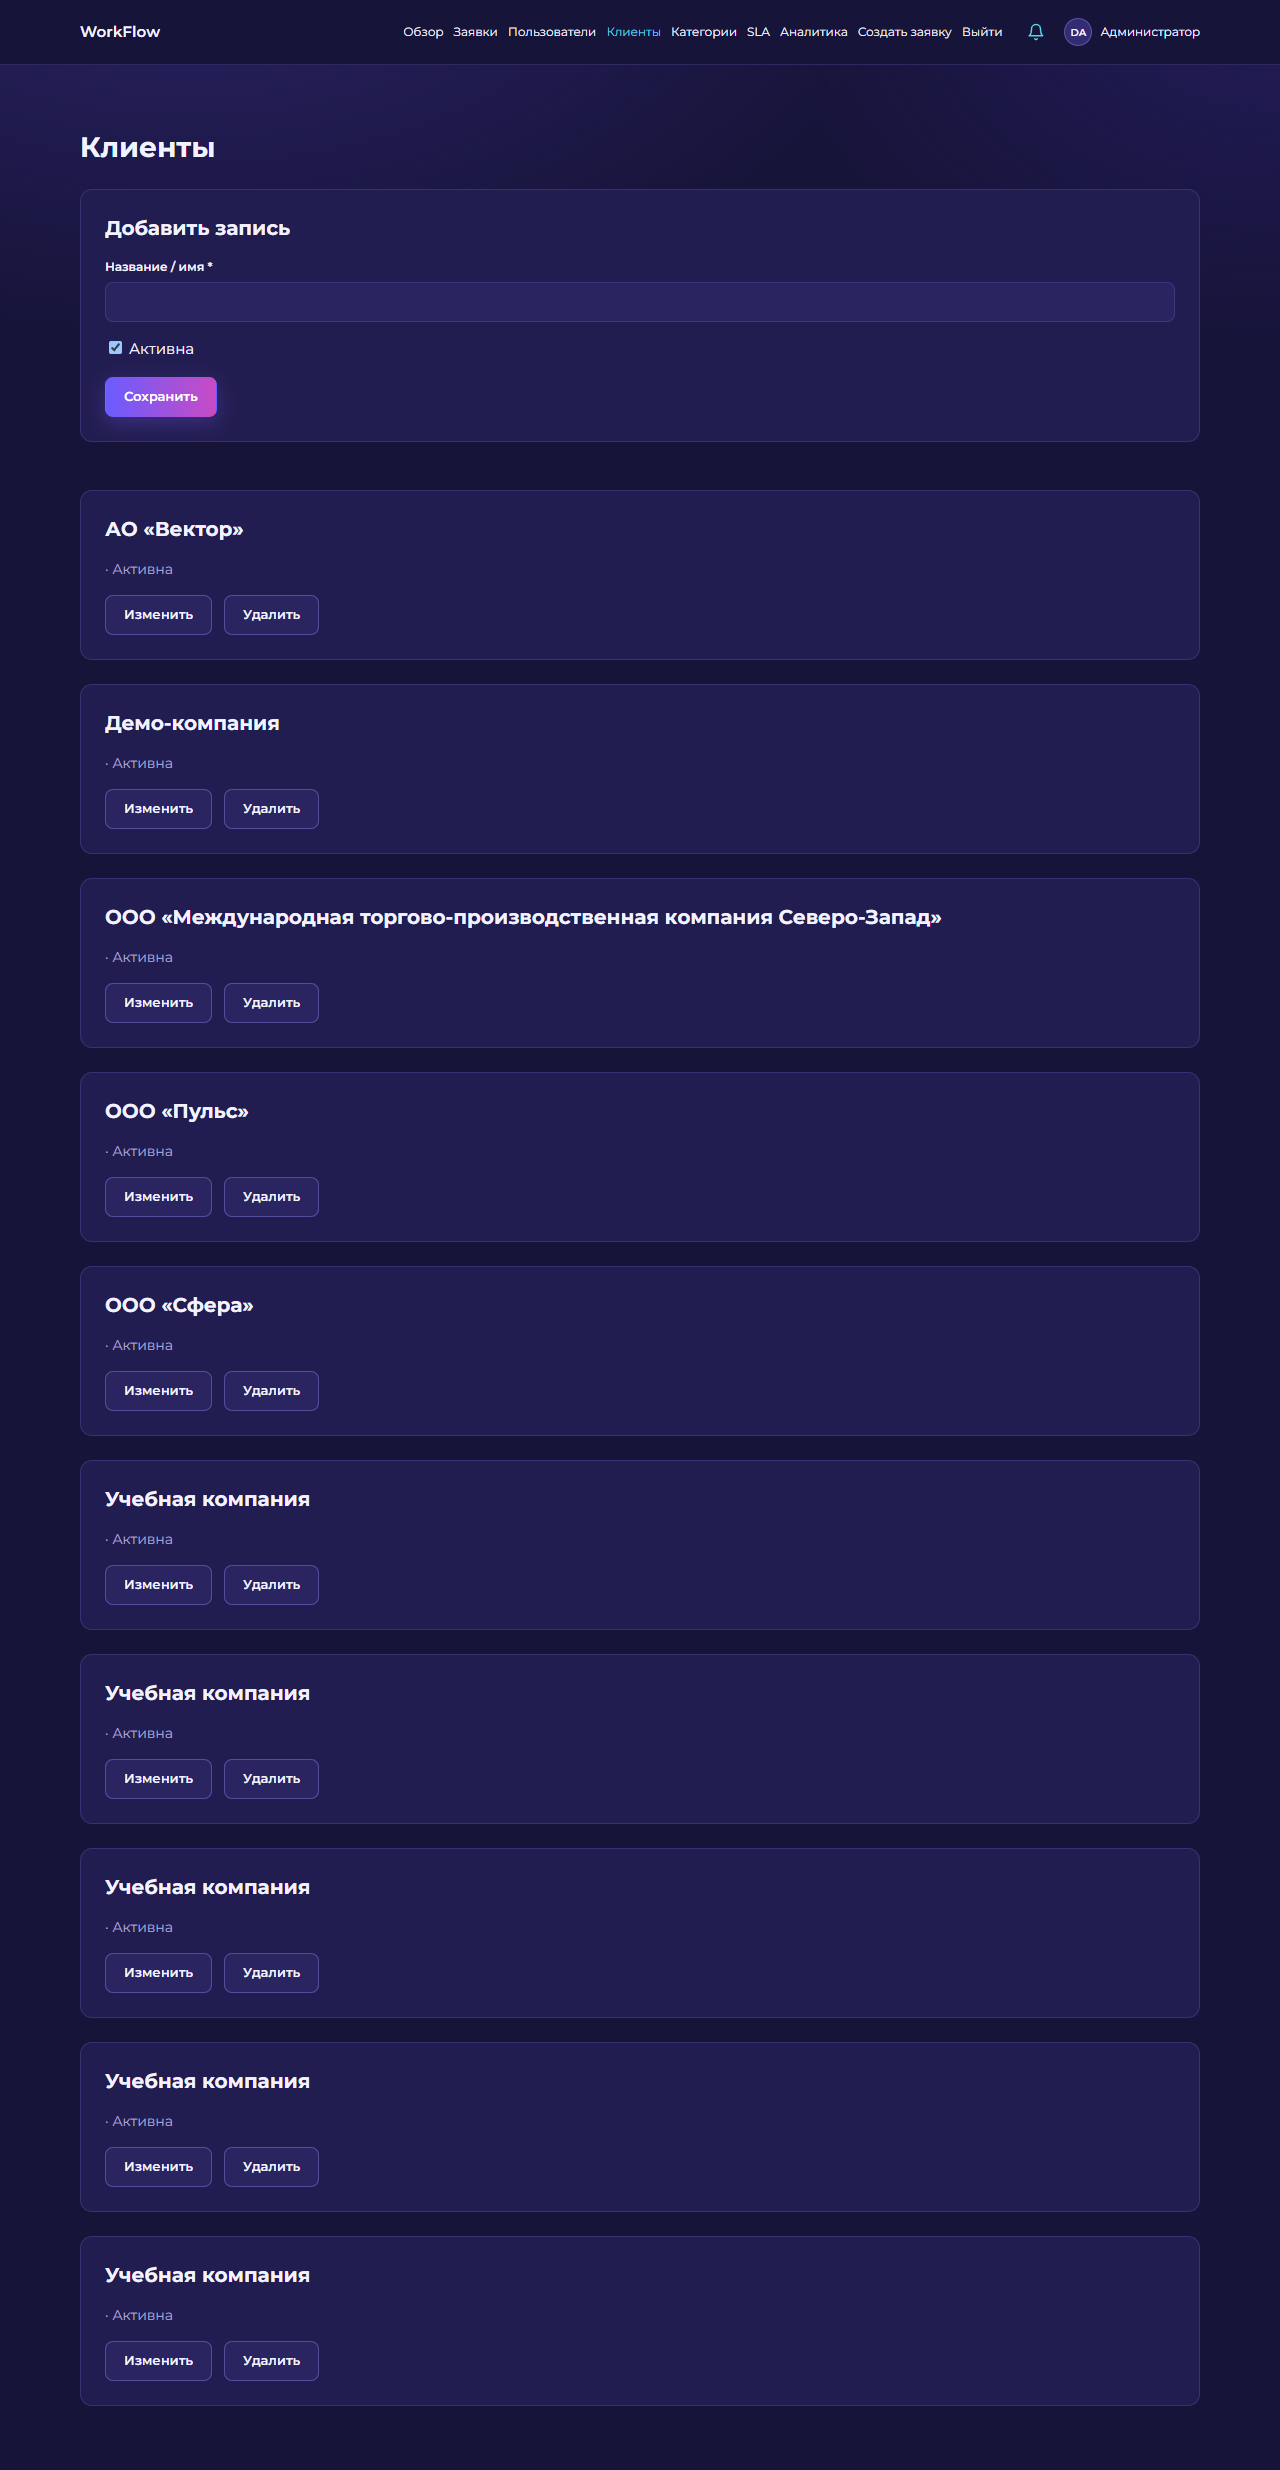 WorkFlow
Обзор Заявки Пользователи Клиенты Категории SLA Аналитика Создать заявку Выйти DA Администратор
Клиенты
Добавить запись
Название / имя *
Активна
Сохранить
АО «Вектор»
· Активна
Изменить Удалить
Демо-компания
· Активна
Изменить Удалить
ООО «Международная торгово-производственная компания Северо-Запад»
· Активна
Изменить Удалить
ООО «Пульс»
· Активна
Изменить Удалить
ООО «Сфера»
· Активна
Изменить Удалить
Учебная компания
· Активна
Изменить Удалить
Учебная компания
· Активна
Изменить Удалить
Учебная компания
· Активна
Изменить Удалить
Учебная компания
· Активна
Изменить Удалить
Учебная компания
· Активна
Изменить Удалить